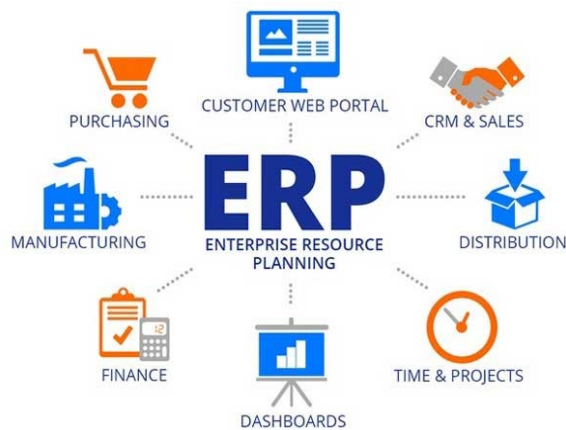 CUSTOMER WEB PORTAL
PURCHASING
CRM & SALES
ERP
ENTERPRISE RESOURCE
PLANNING
MANUFACTURING
DISTRIBUTION
FINANCE
TIME & PROJECTS
DASHBOARDS